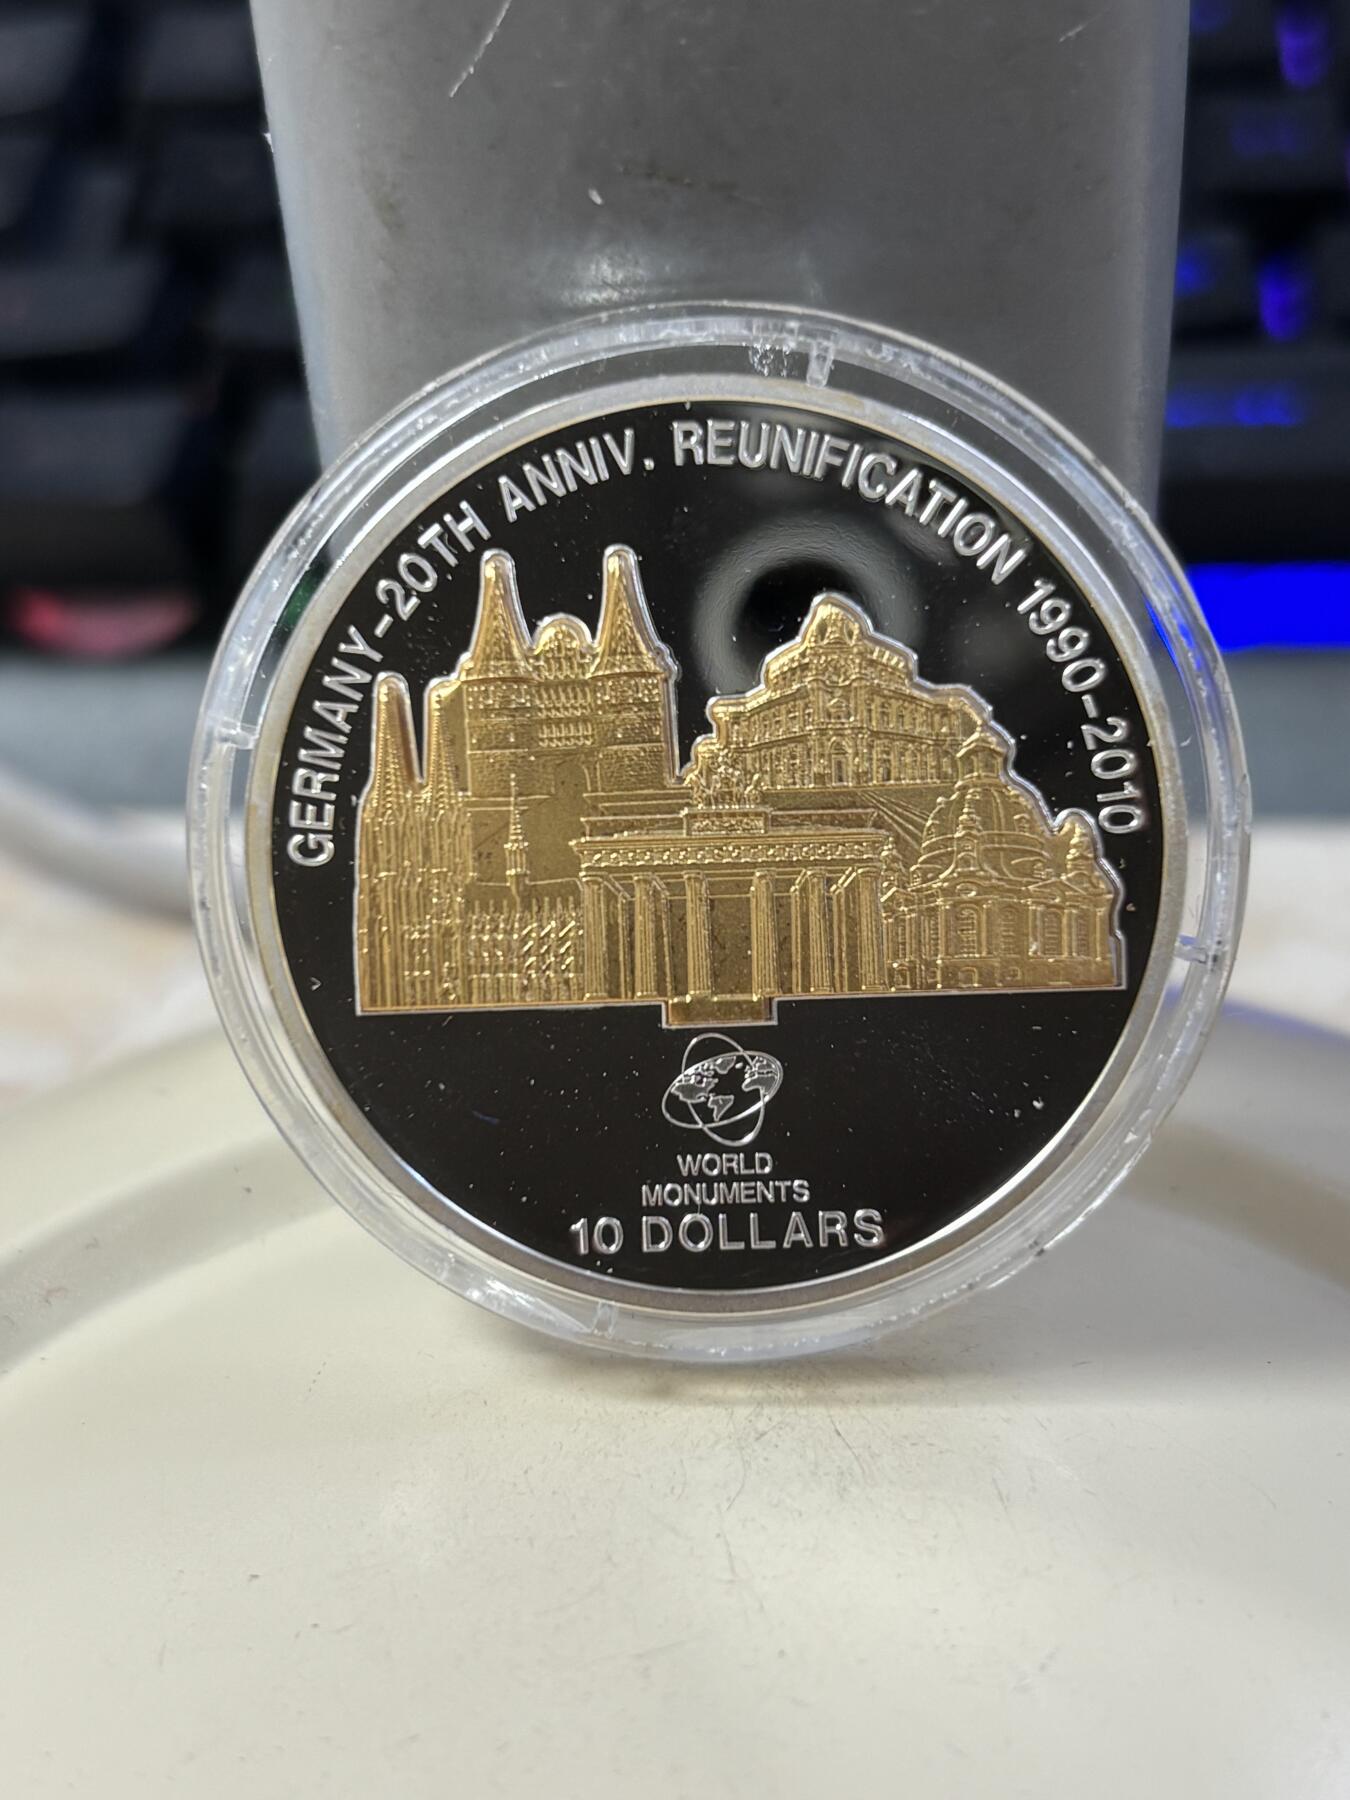 GERMANY-20TH ANNIV. REUNIFICATION 1990-2010
WORLD
MONUMENTS
10 DOLLARS